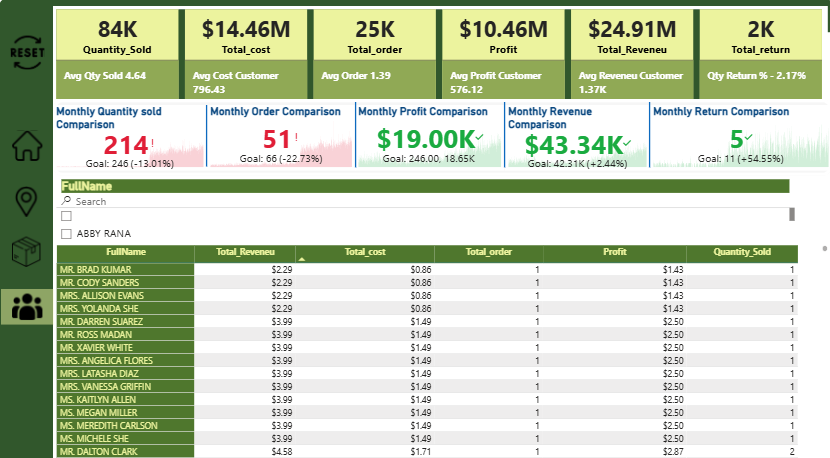 RESET
84K
Quantity_Sold
Avg Qty Sold 4.64
$14.46M
Total_cost
Avg Cost Customer
796.43
25K
Total_order
Avg Order 1.39
$10.46M
Profit
Avg Profit Customer
576.12
$24.91M
Total_Reveneu
Avg Reveneu Customer
1.37K
2K
Total_return
Qty Return % - 2.17%
Monthly Quantity sold
Comparison
214!
Goal: 246 (-13.01%)
Monthly Order Comparison
51!
Goal: 66 (-22.73%)
Monthly Profit Comparison
$19.00K✓
Goal: 246.00, 18.65K
Monthly Revenue
Comparison
$43.34K✓
Goal: 42.31K (+2.44%)
Monthly Return Comparison
5✓
Goal: 11 (+54.55%)
FullName
Search
ABBY RANA
FullName Total_Reveneu Total_cost Total_order Profit Quantity_Sold
MR. BRAD KUMAR $2.29 $0.86 1 $1.43 1
MR. CODY SANDERS $2.29 $0.86 1 $1.43 1
MRS. ALLISON EVANS $2.29 $0.86 1 $1.43 1
MRS. YOLANDA SHE $2.29 $0.86 1 $1.43 1
MR. DARREN SUAREZ $3.99 $1.49 1 $2.50 1
MR. ROSS MADAN $3.99 $1.49 1 $2.50 1
MR. XAVIER WHITE $3.99 $1.49 1 $2.50 1
MRS. ANGELICA FLORES $3.99 $1.49 1 $2.50 1
MRS. LATASHA DIAZ $3.99 $1.49 1 $2.50 1
MRS. VANESSA GRIFFIN $3.99 $1.49 1 $2.50 1
MS. KAITLYN ALLEN $3.99 $1.49 1 $2.50 1
MS. MEGAN MILLER $3.99 $1.49 1 $2.50 1
MS. MEREDITH CARLSON $3.99 $1.49 1 $2.50 1
MS. MICHELE SHE $3.99 $1.49 1 $2.50 1
MR. DALTON CLARK $4.58 $1.71 1 $2.87 2